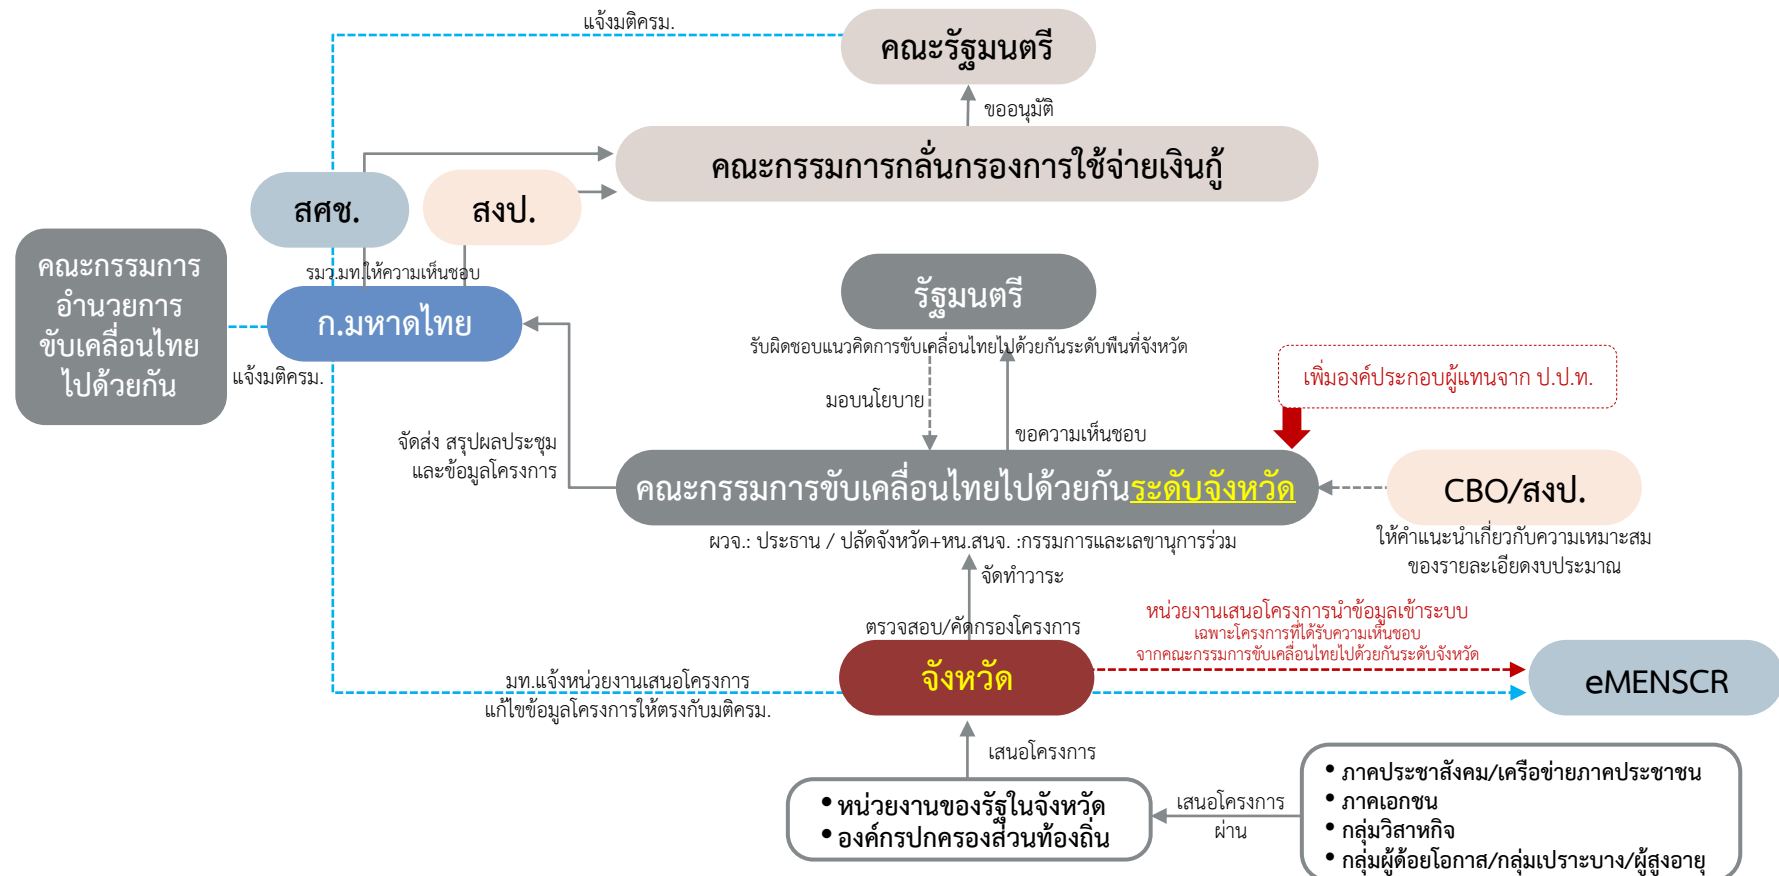 แจ้งมติครม.
คณะรัฐมนตรี
ขออนุมัติ
คณะกรรมการกลั่นกรองการใช้จ่ายเงินกู้
สศช.
สงป.
คณะกรรมการ
อำนวยการ
ขับเคลื่อนไทย
ไปด้วยกัน
รมว.มท.ให้ความเห็นชอบ
ก.มหาดไทย
แจ้งมติครม.
รัฐมนตรี
รับผิดชอบแนวคิดการขับเคลื่อนไทยไปด้วยกันระดับพืนที่จังหวัด
เพิ่มองค์ประกอบผู้แทนจาก ป.ป.ท.
มอบนโยบาย
ขอความเห็นชอบ
จัดส่ง สรุปผลประชุม
และข้อมูลโครงการ
คณะกรรมการขับเคลื่อนไทยไปด้วยกันระดับจังหวัด
CBO/สงป.
ผวจ.: ประธาน / ปลัดจังหวัด+หน.สนจ. :กรรมการและเลขานุการร่วม
ให้คำแนะนำเกี่ยวกับความเหมาะสม
ของรายละเอียดงบประมาณ
จัดทำวาระ
ตรวจสอบ/คัดกรองโครงการ
หน่วยงานเสนอโครงการนำข้อมูลเข้าระบบ
เฉพาะโครงการที่ได้รับความเห็นชอบ
จากคณะกรรมการขับเคลื่อนไทยไปด้วยกันระดับจังหวัด
จังหวัด
eMENSCR
มท.แจ้งหน่วยงานเสนอโครงการ
แก้ไขข้อมูลโครงการให้ตรงกับมติครม.
เสนอโครงการ
• หน่วยงานของรัฐในจังหวัด
• องค์กรปกครองส่วนท้องถิ่น
เสนอโครงการ
ผ่าน
• ภาคประชาสังคม/เครือข่ายภาคประชาชน
• ภาคเอกชน
• กลุ่มวิสาหกิจ
• กลุ่มผู้ด้อยโอกาส/กลุ่มเปราะบาง/ผู้สูงอายุ